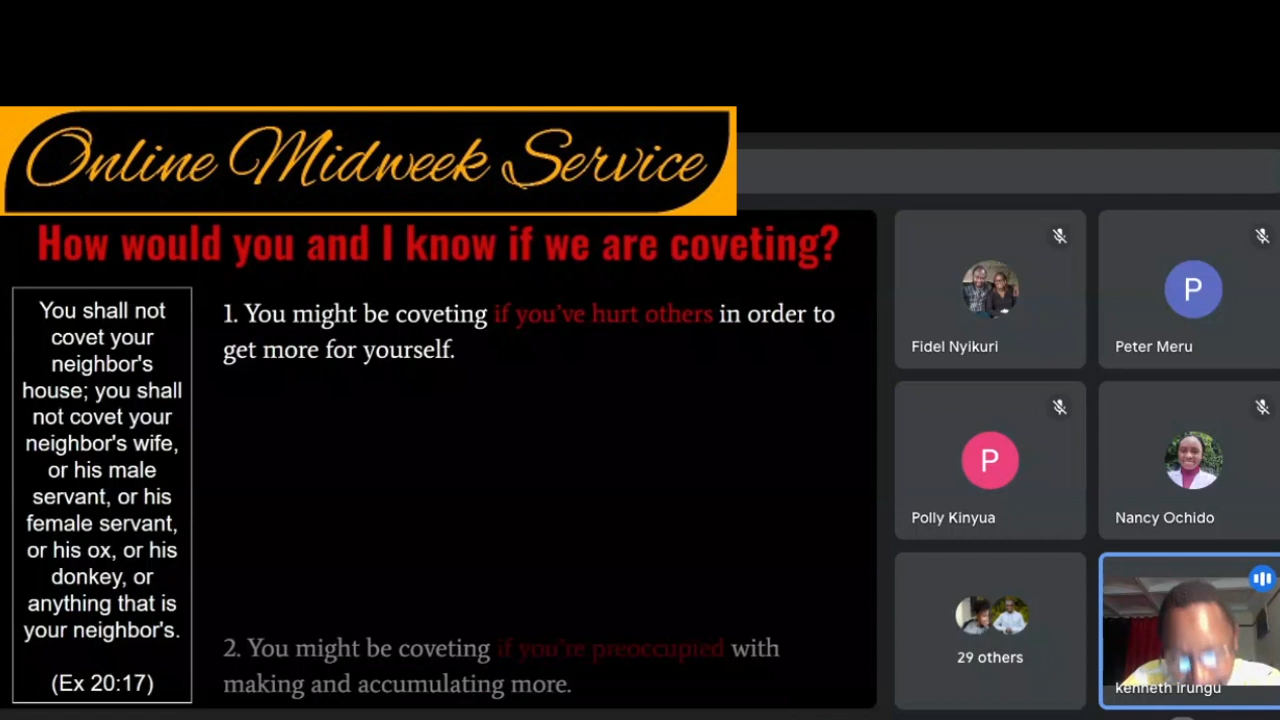 Online Midweek Service
How would you and I know if we are coveting?
You shall not
covet your
neighbor's
house; you shall
not covet your
neighbor's wife,
or his male
servant, or his
female servant,
or his ox, or his
donkey, or
anything that is
your neighbor's.
(Ex 20:17)
1. You might be coveting if you've hurt others in order to
get more for yourself.
2. You might be coveting if you're preoccupied with
making and accumulating more.
Fidel Nyikuri
P
Peter Meru
P
Polly Kinyua
Nancy Ochido
29 others
kenneth irungu